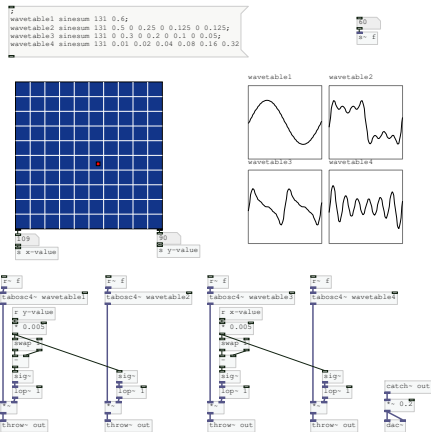 ;
wavetable1 sinesum 131 0.6;
wavetable2 sinesum 131 0.5 0 0.25 0 0.125 0 0.125;
wavetable3 sinesum 131 0 0.3 0 0.2 0 0.1 0 0.05;
wavetable4 sinesum 131 0.01 0.02 0.04 0.08 0.16 0.32
60
s~ f
wavetable1
wavetable2
wavetable3
wavetable4
109
s x-value
90
s y-value
r~ f
r~ f
r~ f
r~ f
tabosc4~ wavetable1
tabosc4~ wavetable2
tabosc4~ wavetable3
tabosc4~ wavetable4
r y-value
r x-value
* 0.005
* 0.005
swap
swap
sig~
sig~
sig~
sig~
lop~ 1
lop~ 1
lop~ 1
lop~ 1
*~
*~
*~
*~
catch~ out
*~ 0.2
throw~ out
throw~ out
throw~ out
throw~ out
dac~